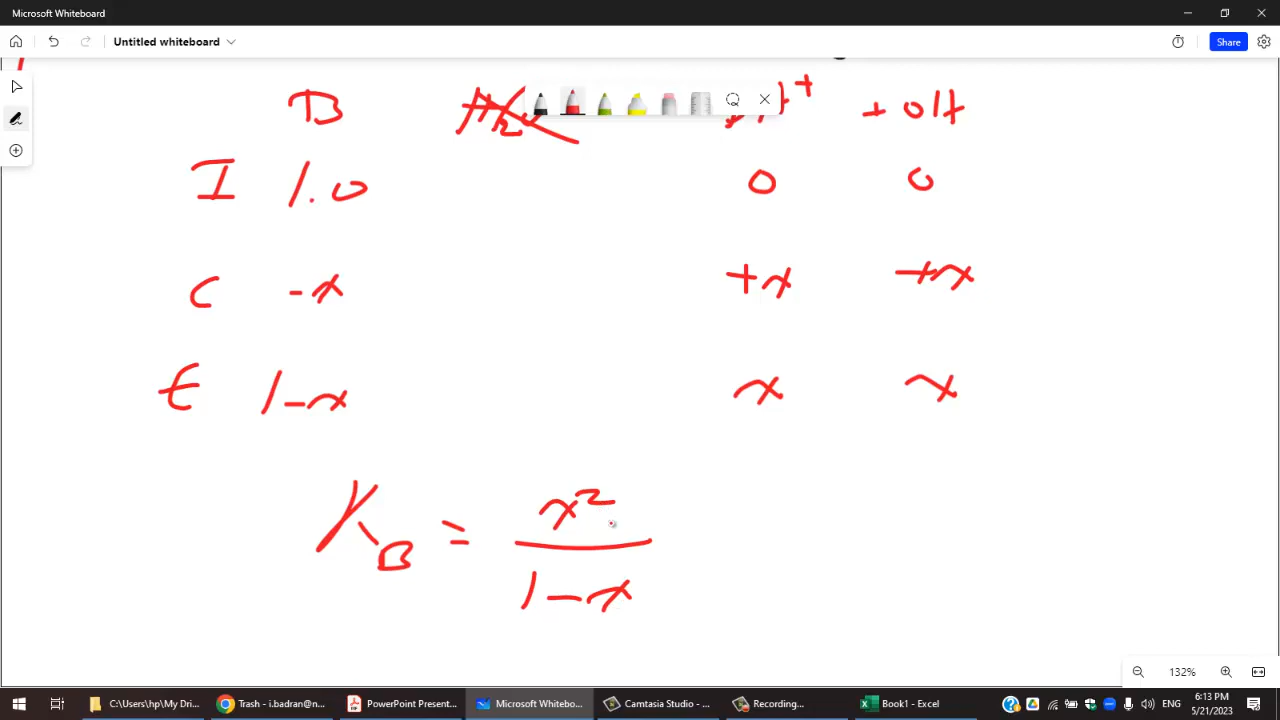 Microsoft Whiteboard
Untitled whiteboard
Share
B H₂O + + OH
I 1.0 0 0
C -x +x +x
E 1-x x x
K_B = x² / 1-x
132%
C:\Users\hp\My Dri... Trash - i.badran@n... PowerPoint Present... Microsoft Whitebo... Camtasia Studio - ... Recording... Book1 - Excel
ENG
6:13 PM
5/21/2023